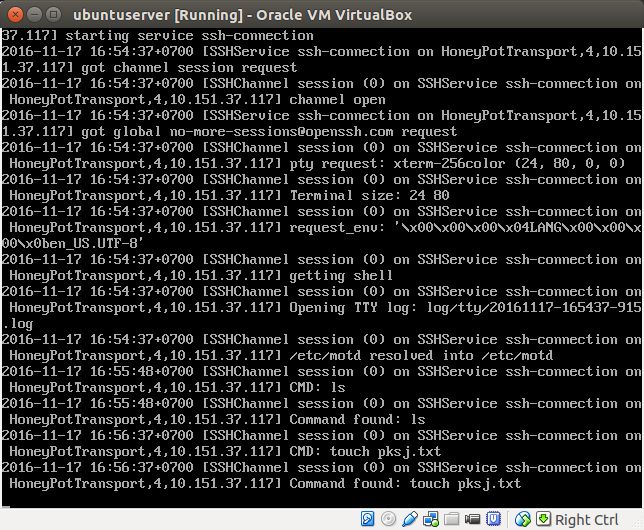 ubuntuserver [Running] - Oracle VM VirtualBox
37.117] starting service ssh-connection
2016-11-17 16:54:37+0700 [SSHService ssh-connection on HoneyPotTransport,4,10.15
1.37.117] got channel session request
2016-11-17 16:54:37+0700 [SSHChannel session (0) on SSHService ssh-connection on
 HoneyPotTransport,4,10.151.37.117] channel open
2016-11-17 16:54:37+0700 [SSHService ssh-connection on HoneyPotTransport,4,10.15
1.37.117] got global no-more-sessions@openssh.com request
2016-11-17 16:54:37+0700 [SSHChannel session (0) on SSHService ssh-connection on
 HoneyPotTransport,4,10.151.37.117] pty request: xterm-256color (24, 80, 0, 0)
2016-11-17 16:54:37+0700 [SSHChannel session (0) on SSHService ssh-connection on
 HoneyPotTransport,4,10.151.37.117] Terminal size: 24 80
2016-11-17 16:54:37+0700 [SSHChannel session (0) on SSHService ssh-connection on
 HoneyPotTransport,4,10.151.37.117] request_env: '\x00\x00\x00\x04LANG\x00\x00\x
00\x0ben_US.UTF-8'
2016-11-17 16:54:37+0700 [SSHChannel session (0) on SSHService ssh-connection on
 HoneyPotTransport,4,10.151.37.117] getting shell
2016-11-17 16:54:37+0700 [SSHChannel session (0) on SSHService ssh-connection on
 HoneyPotTransport,4,10.151.37.117] Opening TTY log: log/tty/20161117-165437-915
.log
2016-11-17 16:54:37+0700 [SSHChannel session (0) on SSHService ssh-connection on
 HoneyPotTransport,4,10.151.37.117] /etc/motd resolved into /etc/motd
2016-11-17 16:55:48+0700 [SSHChannel session (0) on SSHService ssh-connection on
 HoneyPotTransport,4,10.151.37.117] CMD: ls
2016-11-17 16:55:48+0700 [SSHChannel session (0) on SSHService ssh-connection on
 HoneyPotTransport,4,10.151.37.117] Command found: ls
2016-11-17 16:56:37+0700 [SSHChannel session (0) on SSHService ssh-connection on
 HoneyPotTransport,4,10.151.37.117] CMD: touch pksj.txt
2016-11-17 16:56:37+0700 [SSHChannel session (0) on SSHService ssh-connection on
 HoneyPotTransport,4,10.151.37.117] Command found: touch pksj.txt
Right Ctrl